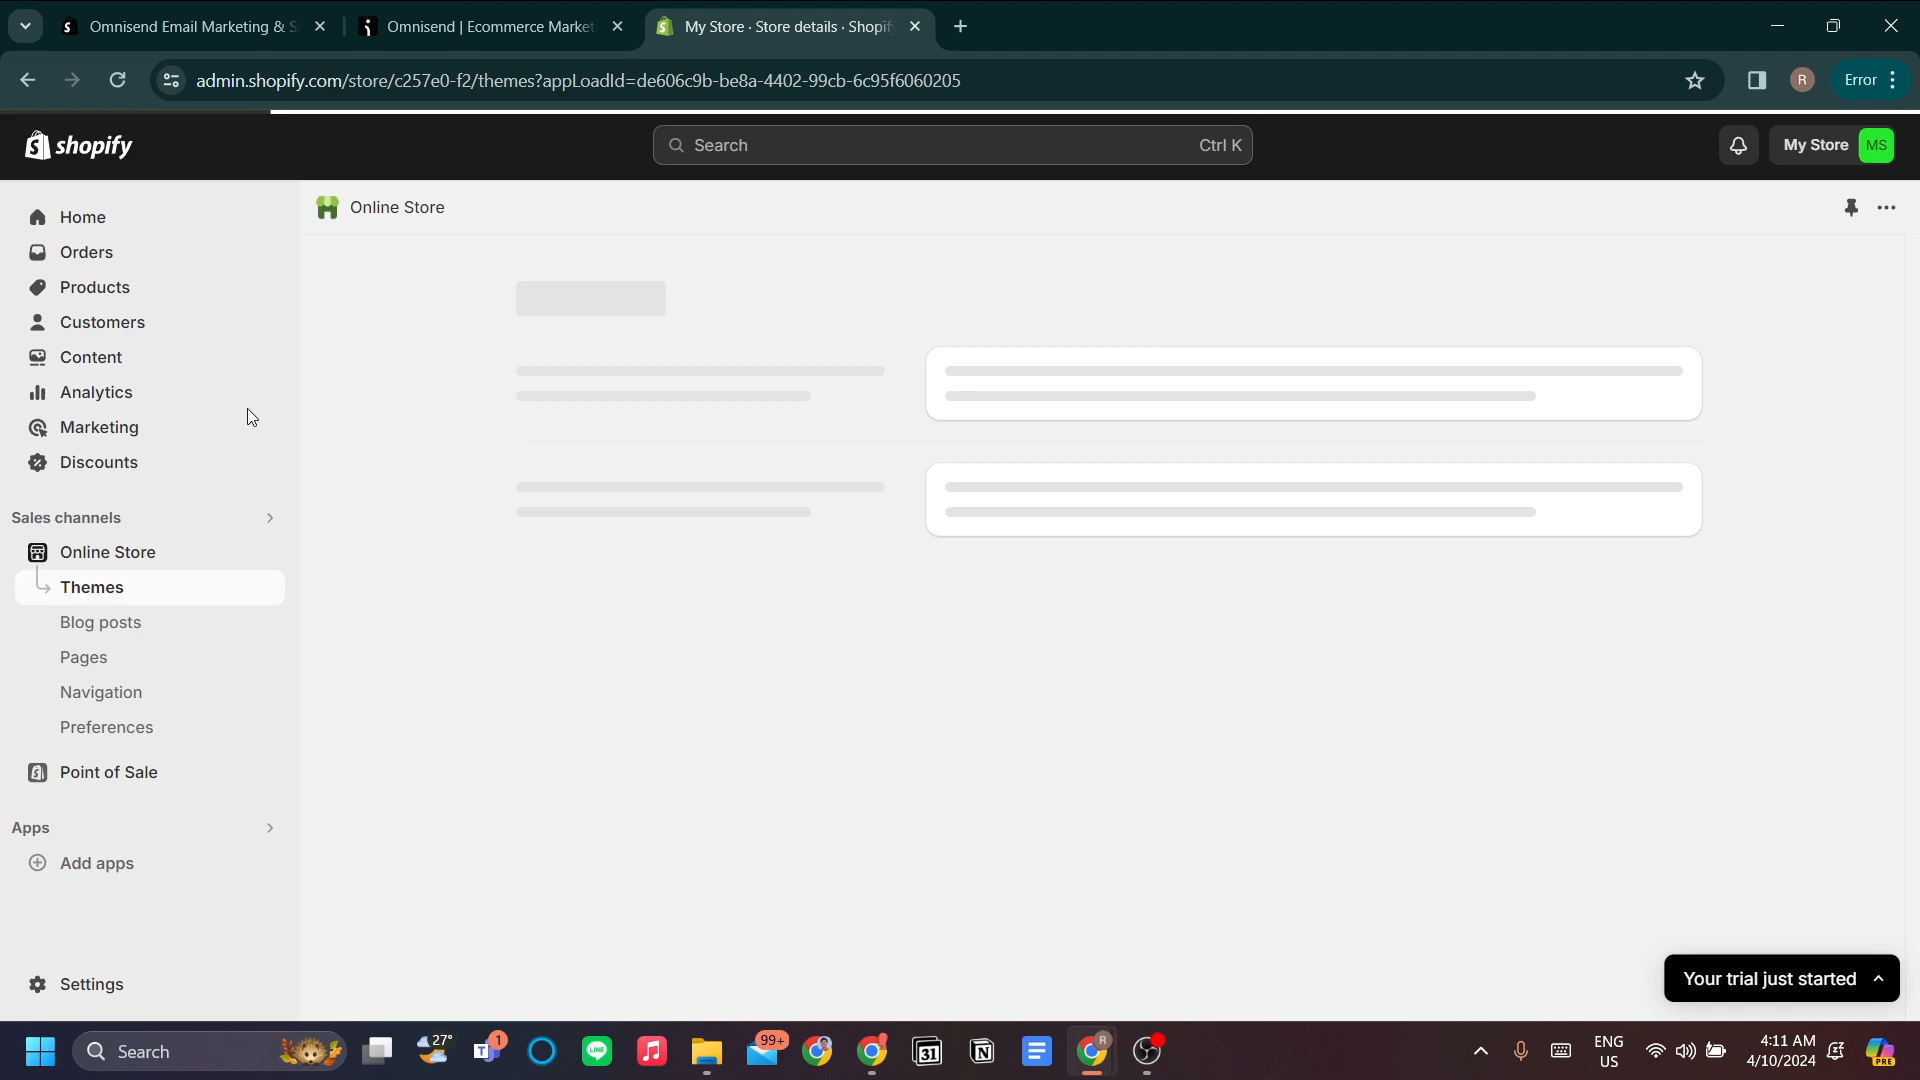 Omnisend Email Marketing & S
Omnisend | Ecommerce Market
My Store · Store details · Shopif
admin.shopify.com/store/c257e0-f2/themes?appLoadId=de606c9b-be8a-4402-99cb-6c95f6060205
R
Error
shopify
Search
Ctrl K
My Store
MS
Home
Online Store
Orders
Products
Customers
Content
Analytics
Marketing
Discounts
Sales channels
Online Store
Themes
Blog posts
Pages
Navigation
Preferences
Point of Sale
Apps
Add apps
Settings
Your trial just started
Search
27°
1
LINE
99+
31
R
ENG
US
4:11 AM
4/10/2024
PRE